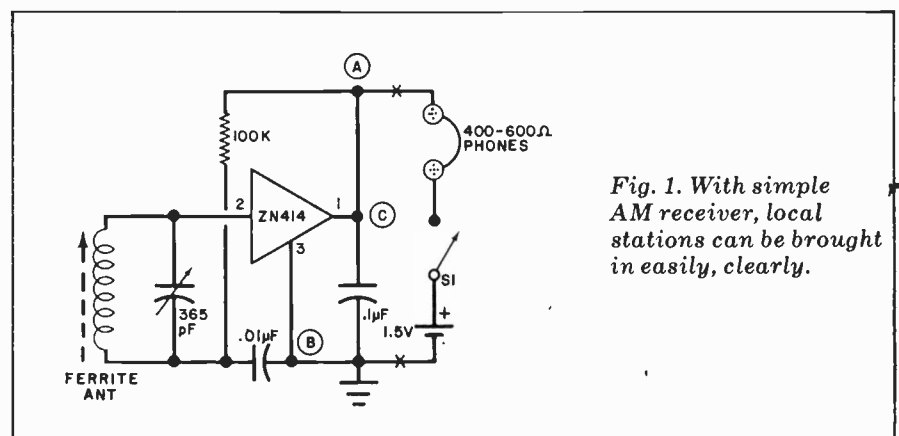 A
100K
400-600Ω
PHONES
2
ZN414
1
C
3
S1
365
pF
.01µF
B
.1µF
1.5V
+
FERRITE
ANT
Fig. 1. With simple
AM receiver, local
stations can be brought
in easily, clearly.